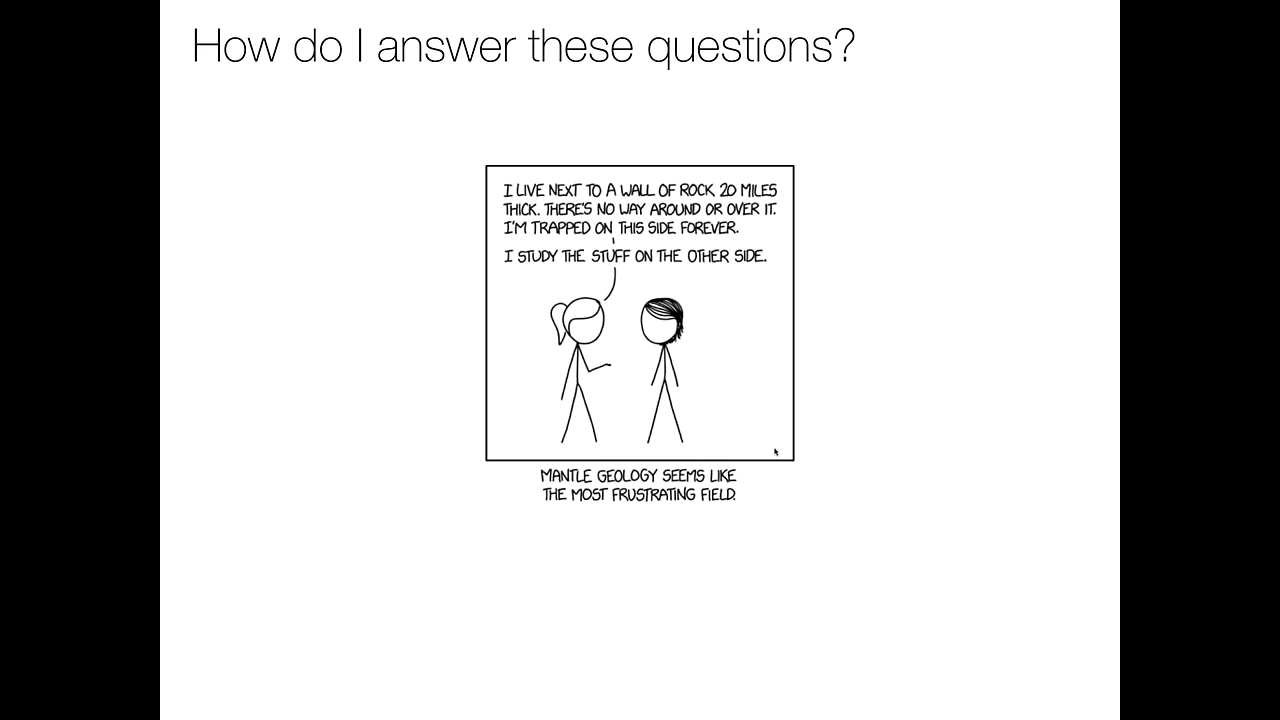 How do I answer these questions?
I LIVE NEXT TO A WALL OF ROCK 20 MILES
THICK. THERE'S NO WAY AROUND OR OVER IT.
I'M TRAPPED ON THIS SIDE FOREVER.
I STUDY THE STUFF ON THE OTHER SIDE.
MANTLE GEOLOGY SEEMS LIKE
THE MOST FRUSTRATING FIELD.